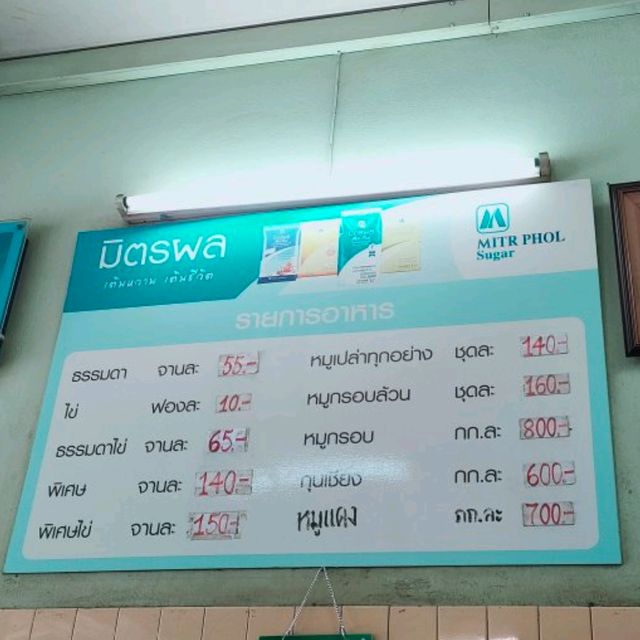 มิตรผล
เติมหวาน เติมชีวิต
MITR PHOL
Sugar
รายการอาหาร
ธรรมดา จานละ 55.-
ไข่ ฟองละ 10.-
ธรรมดาไข่ จานละ 65.-
พิเศษ จานละ 140.-
พิเศษไข่ จานละ 150.-
หมูเปล่าทุกอย่าง ชุดละ 140.-
หมูกรอบล้วน ชุดละ 160.-
หมูกรอบ กก.ละ 800.-
กุนเชียง กก.ละ 600.-
หมูแดง กก.ละ 700.-